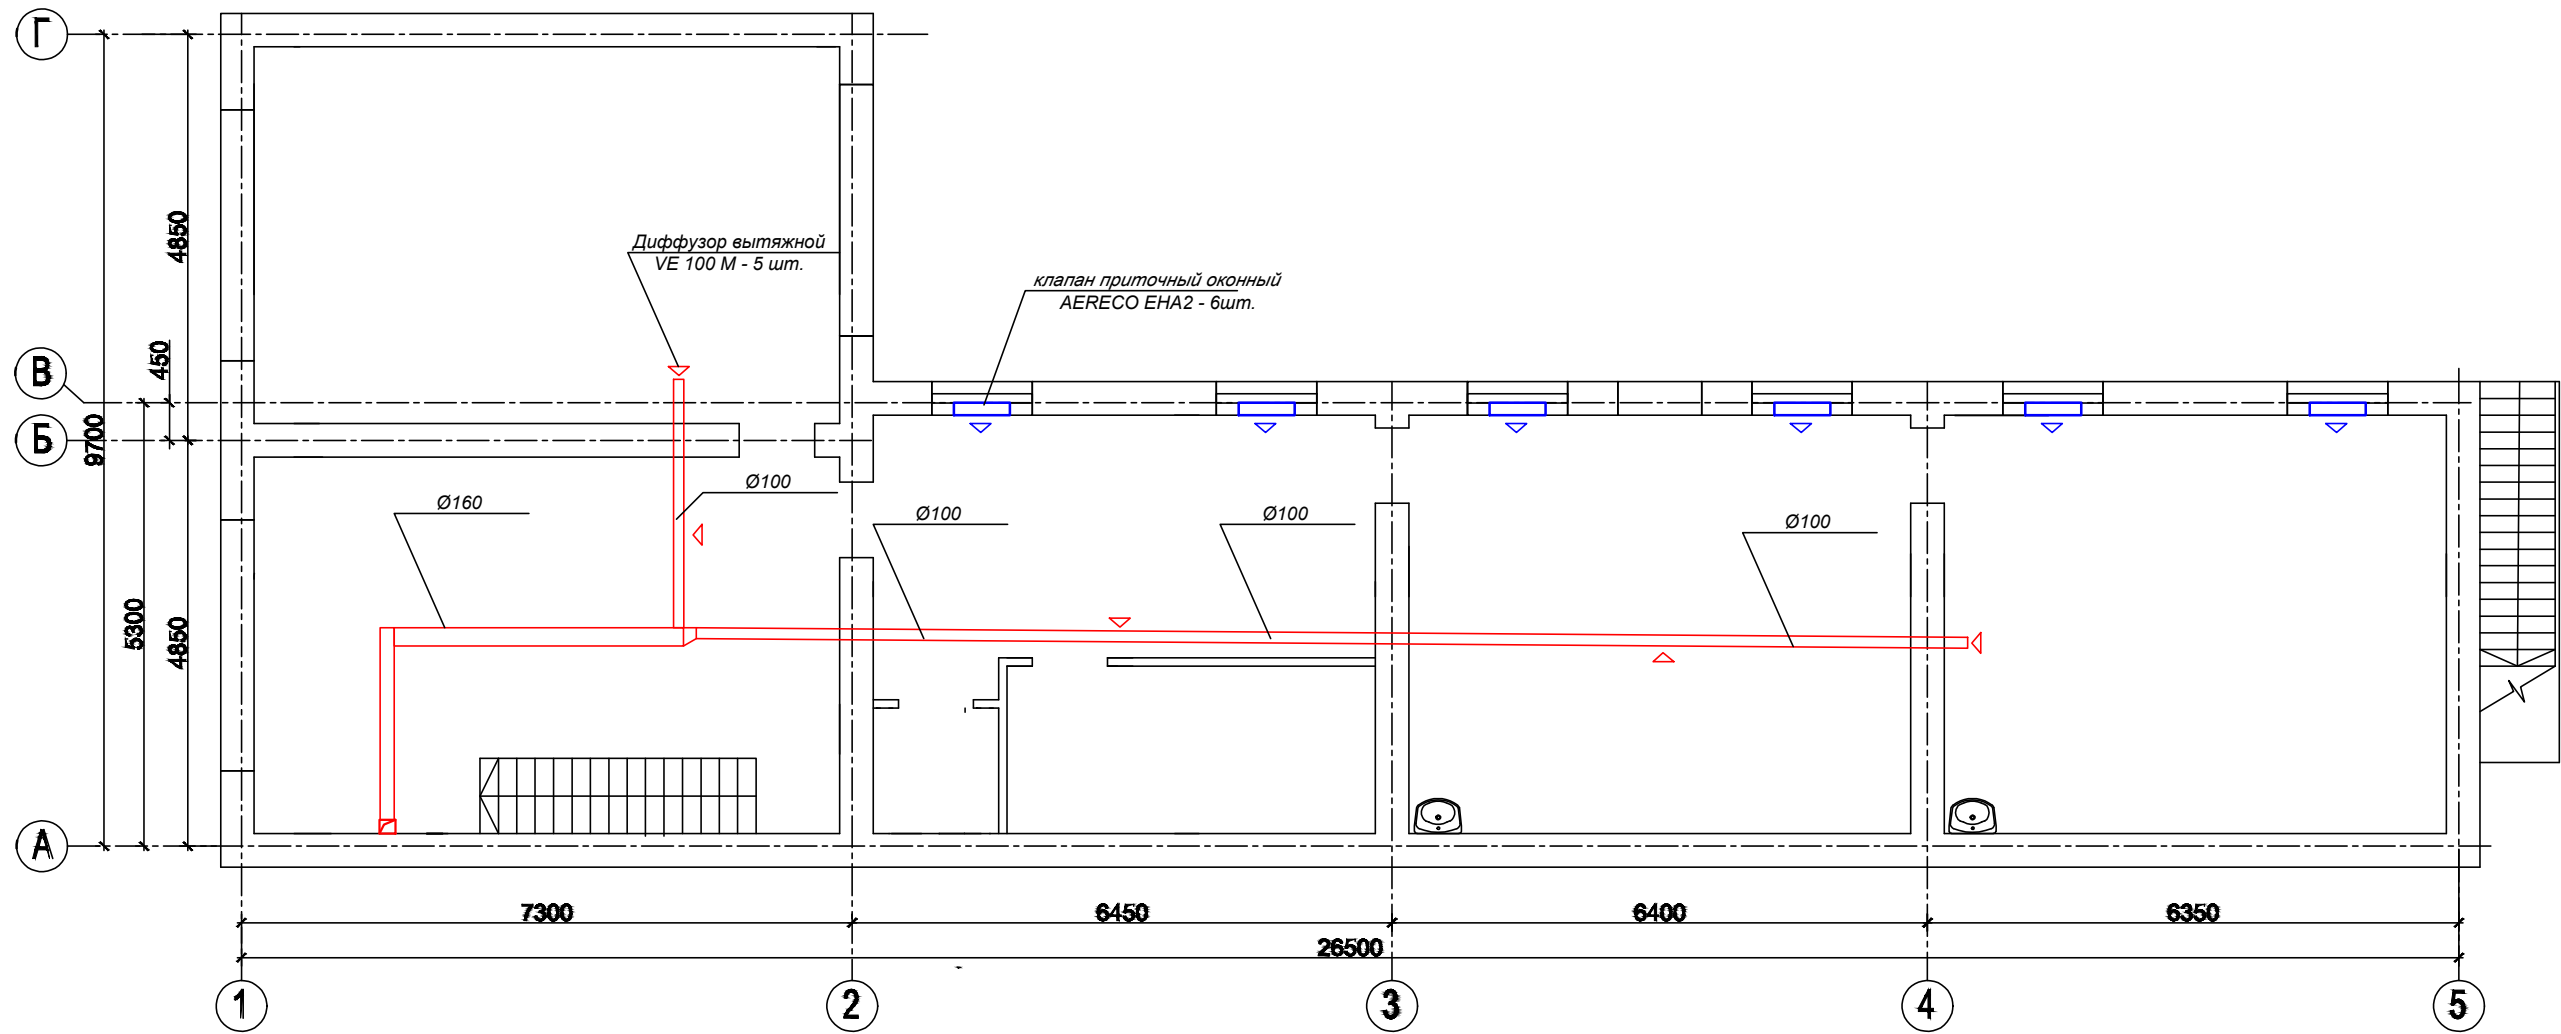 Г
4850
Диффузор вытяжной
VE 100 М - 5 шт.
клапан приточный оконный
AERECO EHA2 - 6шт.
В
450
Б
9700
Ø160
Ø100
Ø100
Ø100
Ø100
5300
4850
А
7300
6450
6400
6350
26500
1
2
3
4
5